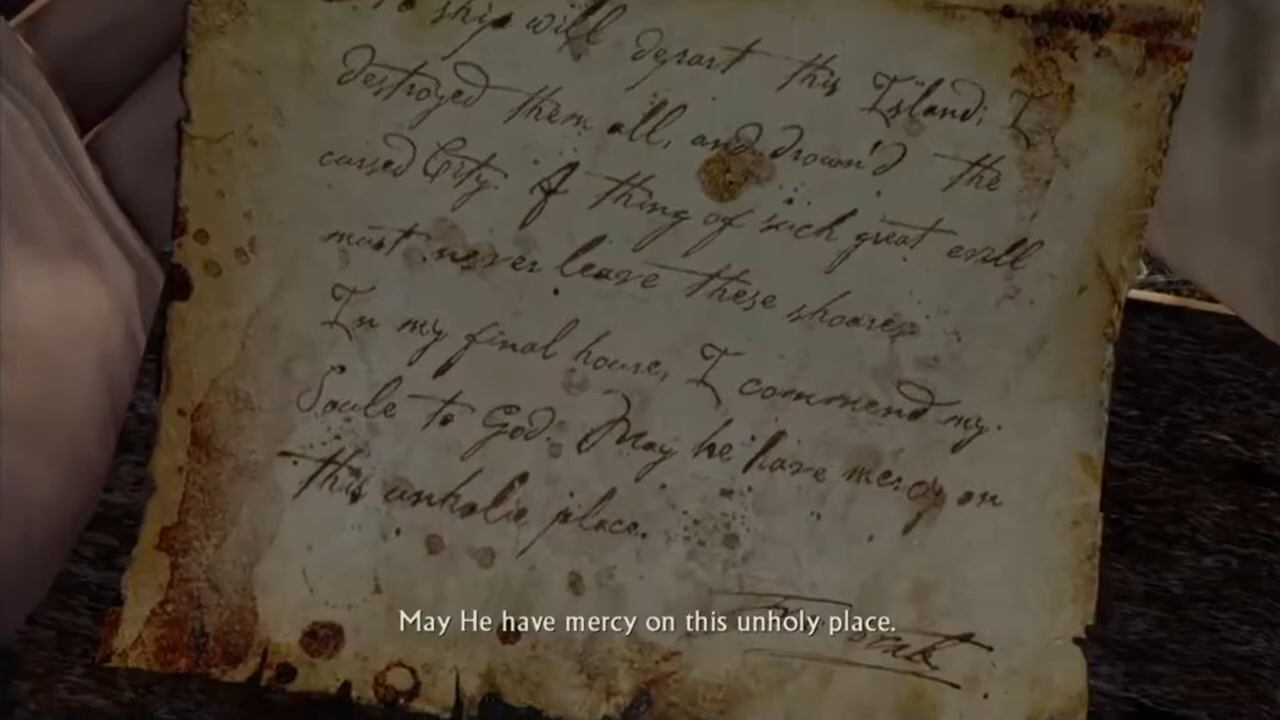 ship will depart this Island; I
destroyed them all, and drown'd the
cursed City. A thing of such great evill
must never leave these shoares
In my final houre, I commend my
Soule to God. May he have mercy on
this unholie place.
May He have mercy on this unholy place.